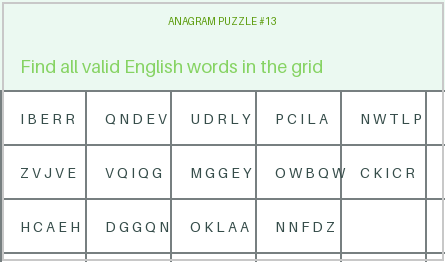 ANAGRAM PUZZLE #13
Find all valid English words in the grid
IBERR QNDEV UDRLY PCILA NWTLP
ZVJVE VQIQG MGGEY OWBQW CKICR
HCAEH DGGQN OKLAA NNFDZ